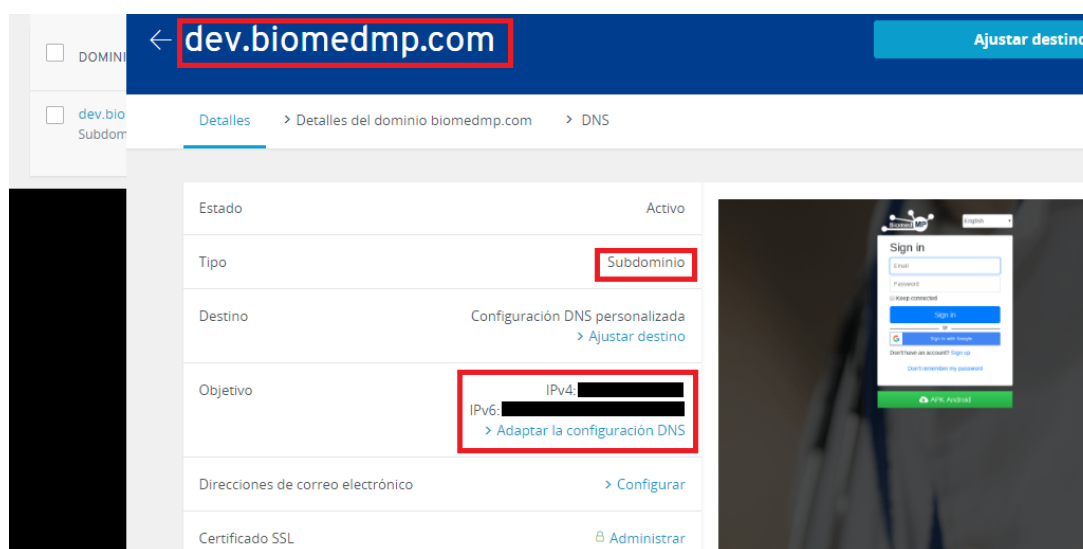 dev.biomedmp.com
Ajustar destino
DOMINI
dev.bio
Subdom
Detalles > Detalles del dominio biomedmp.com > DNS
Estado Activo
Tipo Subdominio
Destino Configuración DNS personalizada
> Ajustar destino
Objetivo IPv4:
IPv6:
> Adaptar la configuración DNS
Direcciones de correo electrónico > Configurar
Certificado SSL Administrar
Biomed MP English
Sign in
Email
Password
Keep connected
Sign in
or
G Sign in with Google
Don't have an account? Sign up
Don't remember my password
APK Android